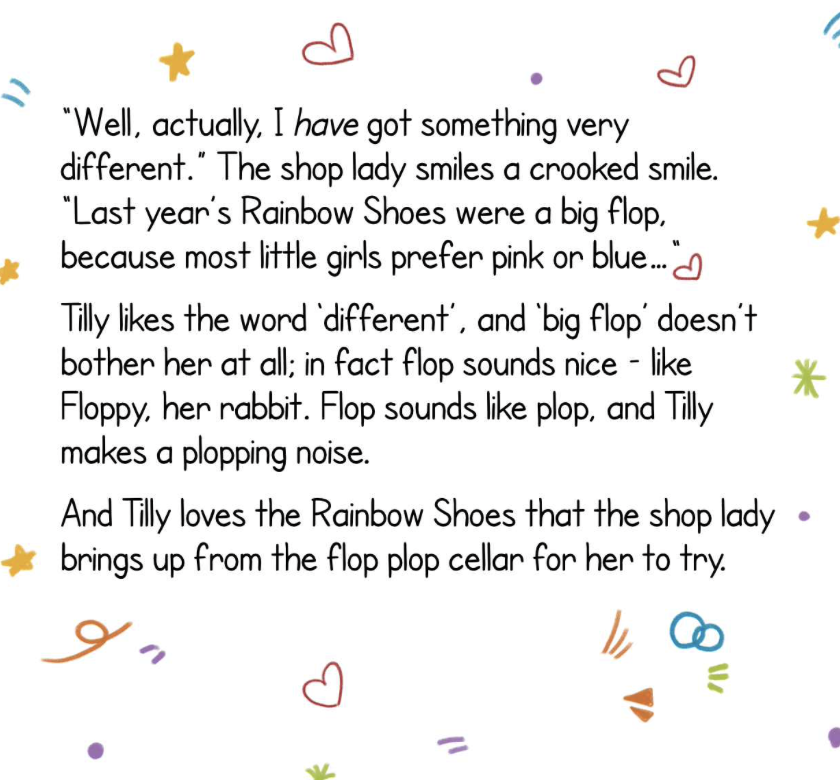 "Well, actually, I have got something very
different." The shop lady smiles a crooked smile.
"Last year's Rainbow Shoes were a big flop,
because most little girls prefer pink or blue..."
Tilly likes the word 'different', and 'big flop' doesn't
bother her at all; in fact flop sounds nice - like
Floppy, her rabbit. Flop sounds like plop, and Tilly
makes a plopping noise.
And Tilly loves the Rainbow Shoes that the shop lady
brings up from the flop plop cellar for her to try.